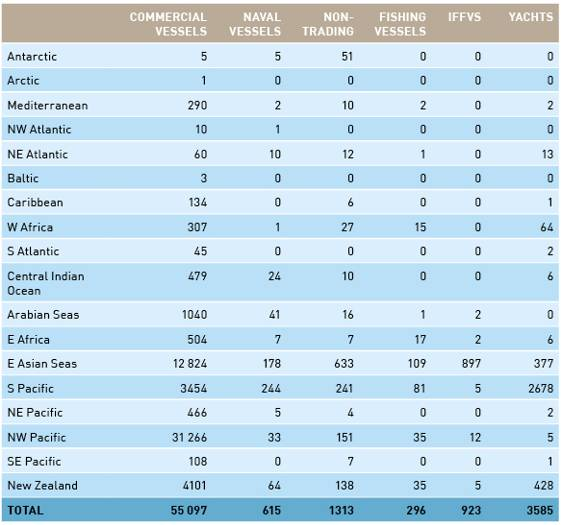 COMMERCIAL VESSELS NAVAL VESSELS NON-TRADING FISHING VESSELS IFFVS YACHTS
Antarctic 5 5 51 0 0 0
Arctic 1 0 0 0 0 0
Mediterranean 290 2 10 2 0 2
NW Atlantic 10 1 0 0 0 0
NE Atlantic 60 10 12 1 0 13
Baltic 3 0 0 0 0 0
Caribbean 134 0 6 0 0 1
W Africa 307 1 27 15 0 64
S Atlantic 45 0 0 0 0 2
Central Indian Ocean 479 24 10 0 0 6
Arabian Seas 1040 41 16 1 2 0
E Africa 504 7 7 17 2 6
E Asian Seas 12 824 178 633 109 897 377
S Pacific 3454 244 241 81 5 2678
NE Pacific 466 5 4 0 0 2
NW Pacific 31 266 33 151 35 12 5
SE Pacific 108 0 7 0 0 1
New Zealand 4101 64 138 35 5 428
TOTAL 55 097 615 1313 296 923 3585